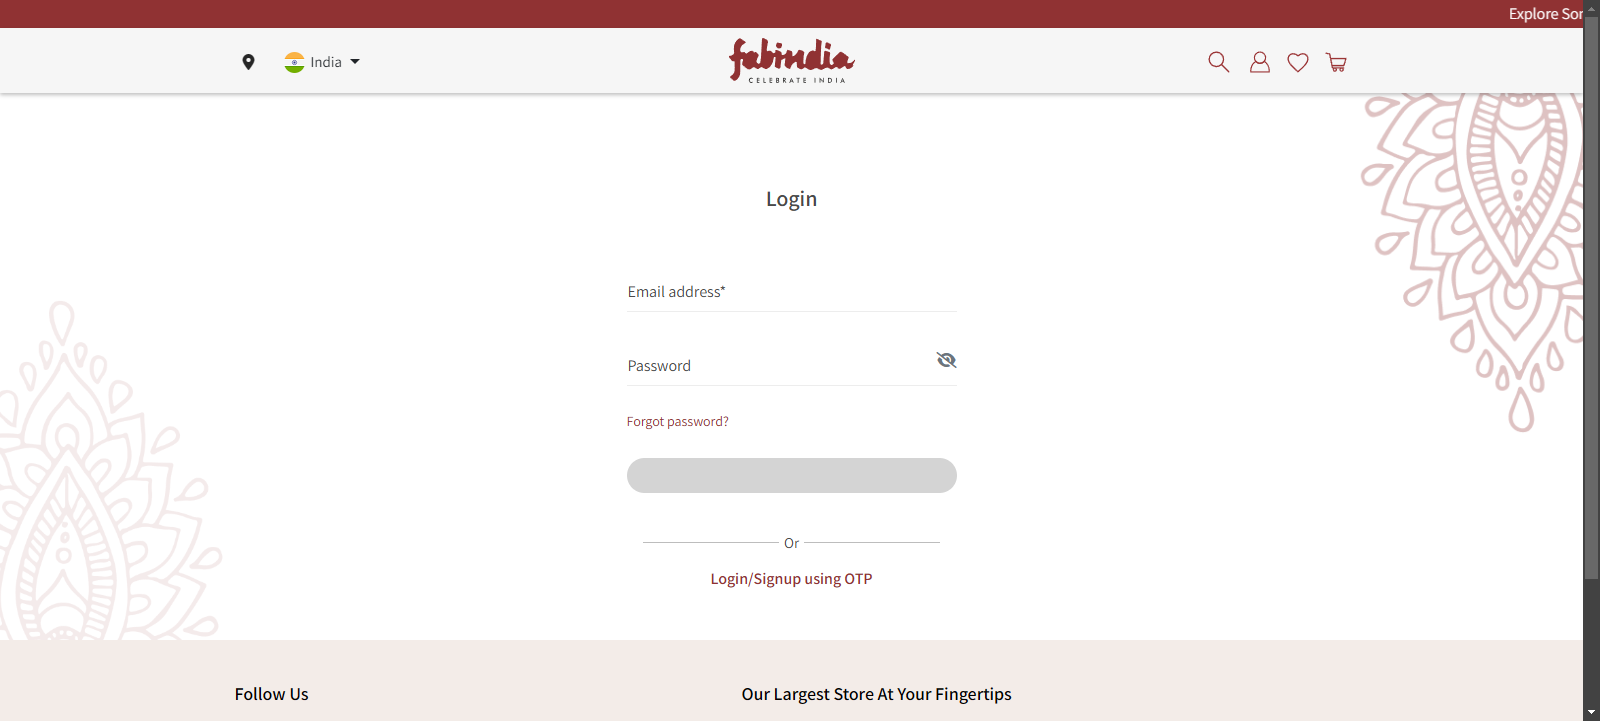 Explore Sor
India
fabindia
CELEBRATE INDIA
Login
Email address*
Password
Forgot password?
Or
Login/Signup using OTP
Follow Us
Our Largest Store At Your Fingertips